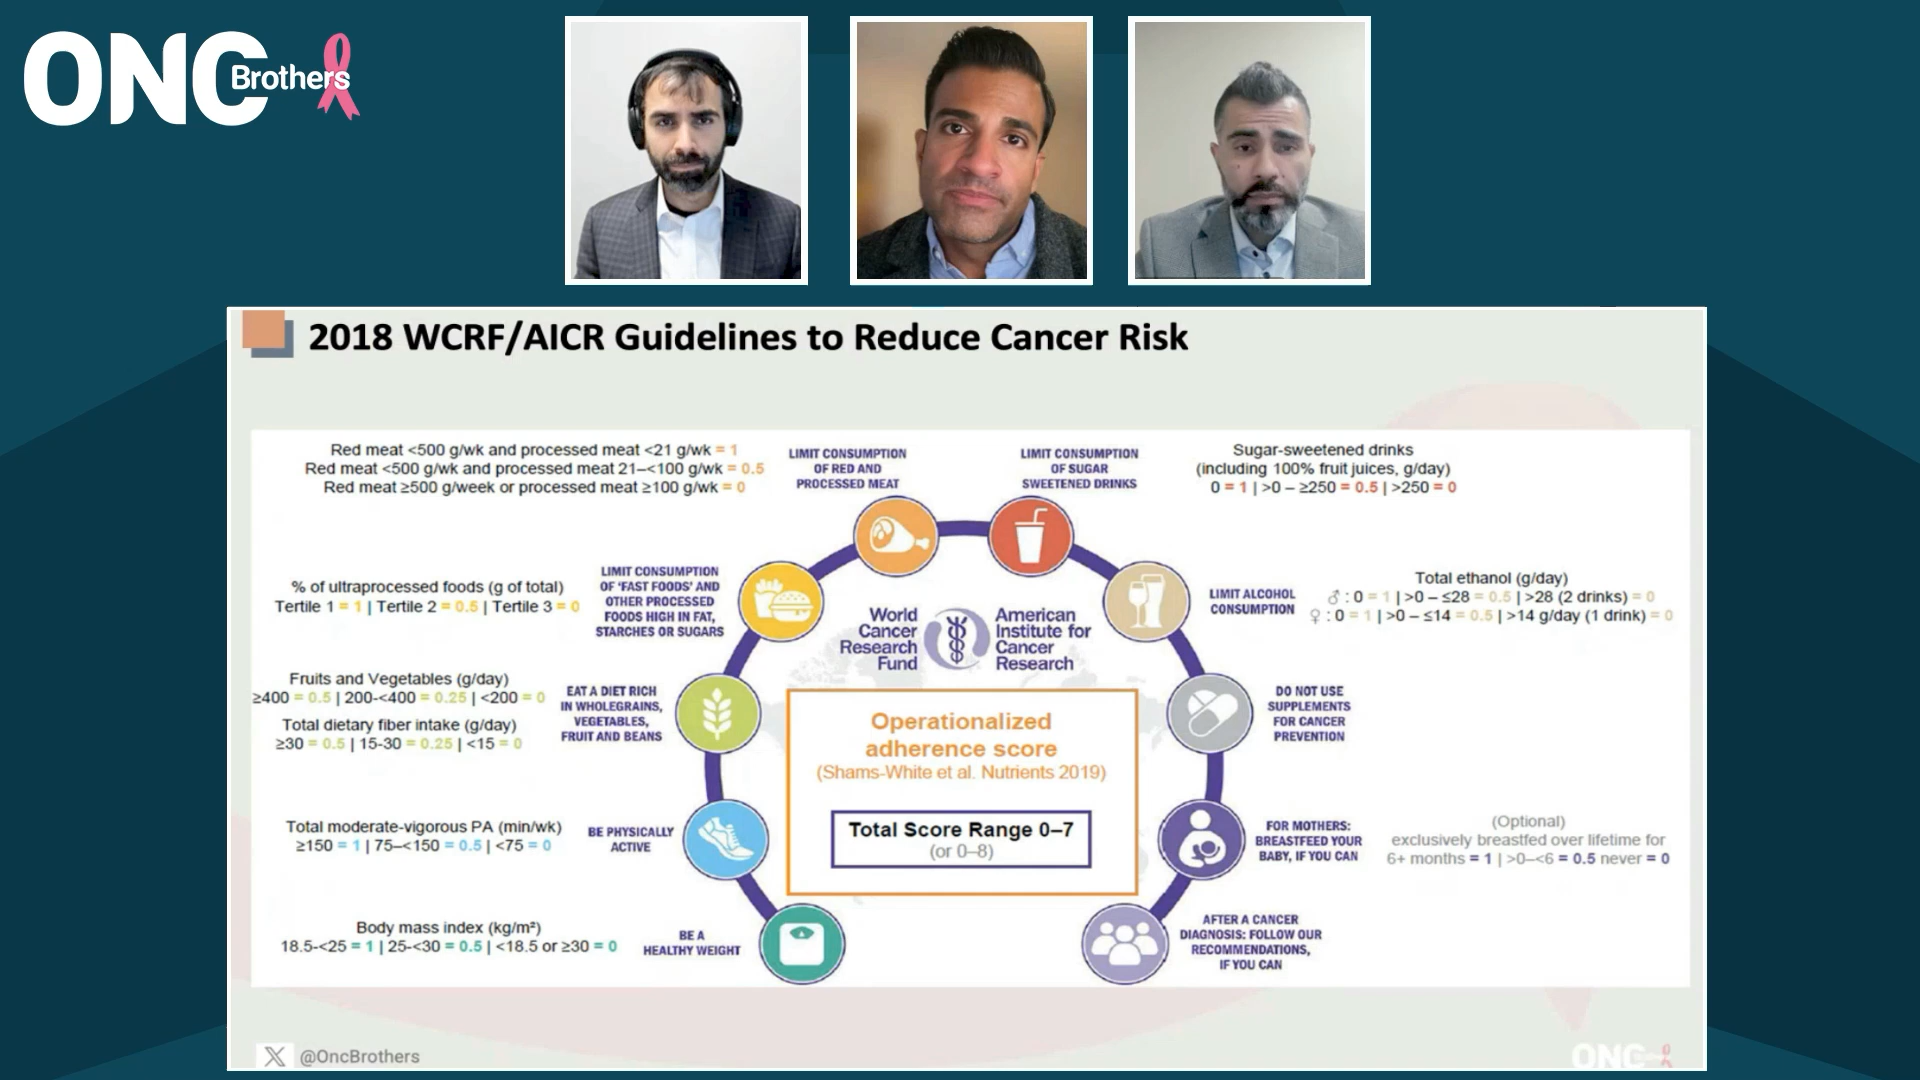 ONC
Brothers
2018 WCRF/AICR Guidelines to Reduce Cancer Risk
Red meat <500 g/wk and processed meat <21 g/wk = 1
Red meat <500 g/wk and processed meat 21–<100 g/wk = 0.5
Red meat ≥500 g/week or processed meat ≥100 g/wk = 0
LIMIT CONSUMPTION
OF RED AND
PROCESSED MEAT
LIMIT CONSUMPTION
OF SUGAR
SWEETENED DRINKS
Sugar-sweetened drinks
(including 100% fruit juices, g/day)
0 = 1 | >0 – ≥250 = 0.5 | >250 = 0
% of ultraprocessed foods (g of total)
Tertile 1 = 1 | Tertile 2 = 0.5 | Tertile 3 = 0
LIMIT CONSUMPTION
OF ‘FAST FOODS’ AND
OTHER PROCESSED
FOODS HIGH IN FAT,
STARCHES OR SUGARS
World
Cancer
Research
Fund
American
Institute for
Cancer
Research
LIMIT ALCOHOL
CONSUMPTION
Total ethanol (g/day)
♂ : 0 = 1 | >0 – ≤28 = 0.5 | >28 (2 drinks) = 0
♀ : 0 = 1 | >0 – ≤14 = 0.5 | >14 g/day (1 drink) = 0
Fruits and Vegetables (g/day)
≥400 = 0.5 | 200-<400 = 0.25 | <200 = 0
Total dietary fiber intake (g/day)
≥30 = 0.5 | 15-30 = 0.25 | <15 = 0
EAT A DIET RICH
IN WHOLEGRAINS,
VEGETABLES,
FRUIT AND BEANS
Operationalized
adherence score
(Shams-White et al. Nutrients 2019)
Total Score Range 0–7
(or 0–8)
DO NOT USE
SUPPLEMENTS
FOR CANCER
PREVENTION
Total moderate-vigorous PA (min/wk)
≥150 = 1 | 75–<150 = 0.5 | <75 = 0
BE PHYSICALLY
ACTIVE
FOR MOTHERS:
BREASTFEED YOUR
BABY, IF YOU CAN
(Optional)
exclusively breastfed over lifetime for
6+ months = 1 | >0–<6 = 0.5 never = 0
Body mass index (kg/m²)
18.5-<25 = 1 | 25-<30 = 0.5 | <18.5 or ≥30 = 0
BE A
HEALTHY WEIGHT
AFTER A CANCER
DIAGNOSIS: FOLLOW OUR
RECOMMENDATIONS,
IF YOU CAN
@OncBrothers
ONC